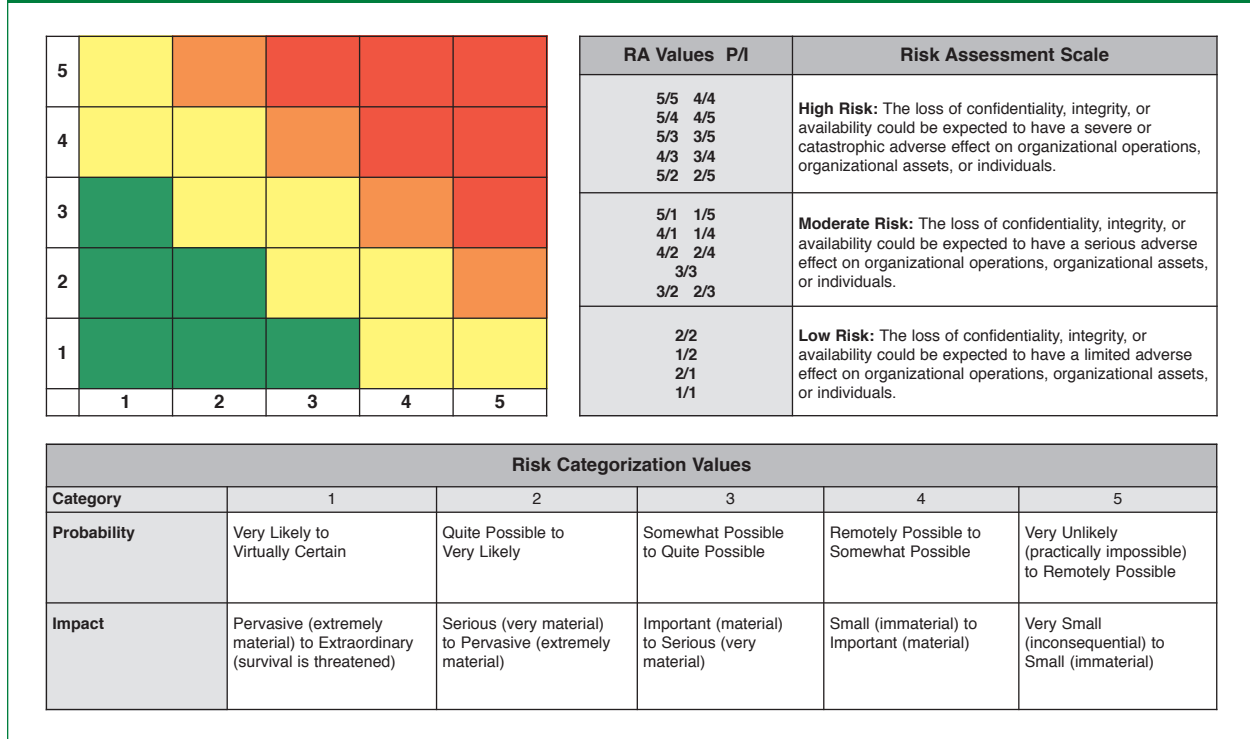 5
4
3
2
1
1 2 3 4 5
RA Values P/I
Risk Assessment Scale
5/5 4/4
5/4 4/5
5/3 3/5
4/3 3/4
5/2 2/5
High Risk: The loss of confidentiality, integrity, or
availability could be expected to have a severe or
catastrophic adverse effect on organizational operations,
organizational assets, or individuals.
5/1 1/5
4/1 1/4
4/2 2/4
3/3
3/2 2/3
Moderate Risk: The loss of confidentiality, integrity, or
availability could be expected to have a serious adverse
effect on organizational operations, organizational assets,
or individuals.
2/2
1/2
2/1
1/1
Low Risk: The loss of confidentiality, integrity, or
availability could be expected to have a limited adverse
effect on organizational operations, organizational assets,
or individuals.
Risk Categorization Values
Category 1 2 3 4 5
Probability
Very Likely to
Virtually Certain
Quite Possible to
Very Likely
Somewhat Possible
to Quite Possible
Remotely Possible to
Somewhat Possible
Very Unlikely
(practically impossible)
to Remotely Possible
Impact
Pervasive (extremely
material) to Extraordinary
(survival is threatened)
Serious (very material)
to Pervasive (extremely
material)
Important (material)
to Serious (very
material)
Small (immaterial) to
Important (material)
Very Small
(inconsequential) to
Small (immaterial)